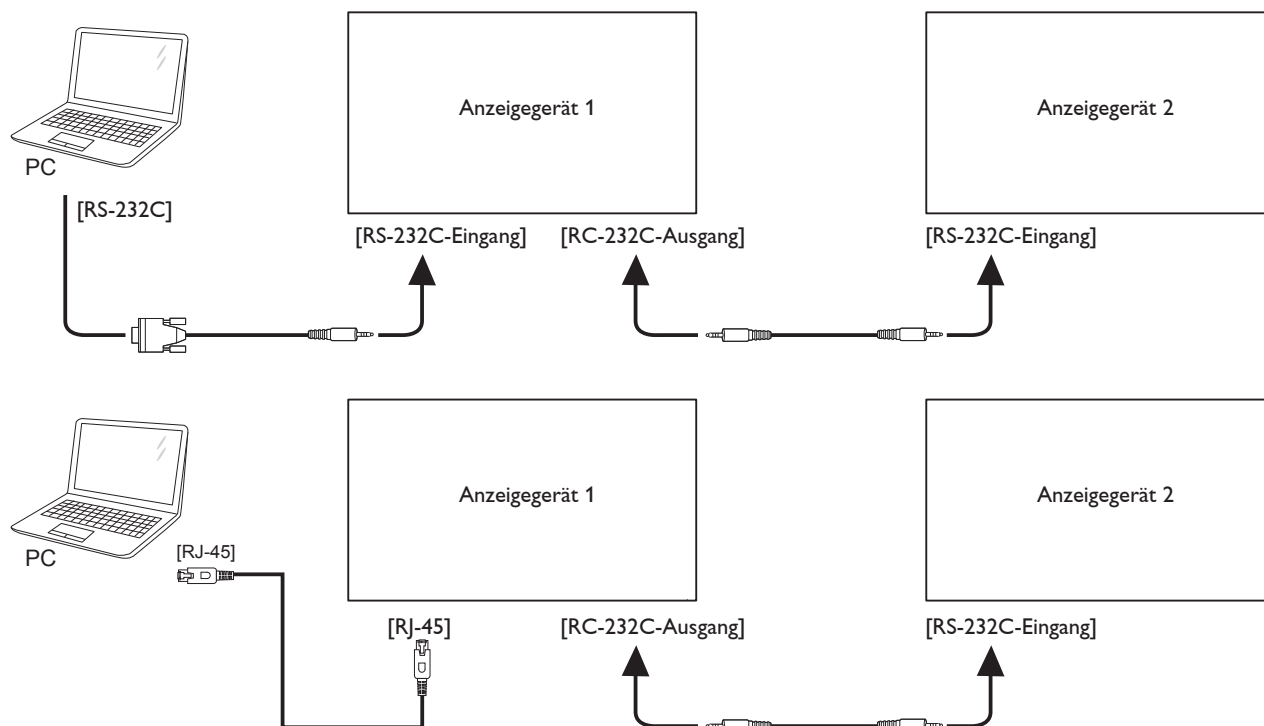 Anzeigegerät 1
Anzeigegerät 2
PC
[RS-232C]
[RS-232C-Eingang]
[RC-232C-Ausgang]
[RS-232C-Eingang]
Anzeigegerät 1
Anzeigegerät 2
PC
[RJ-45]
[RJ-45]
[RC-232C-Ausgang]
[RS-232C-Eingang]